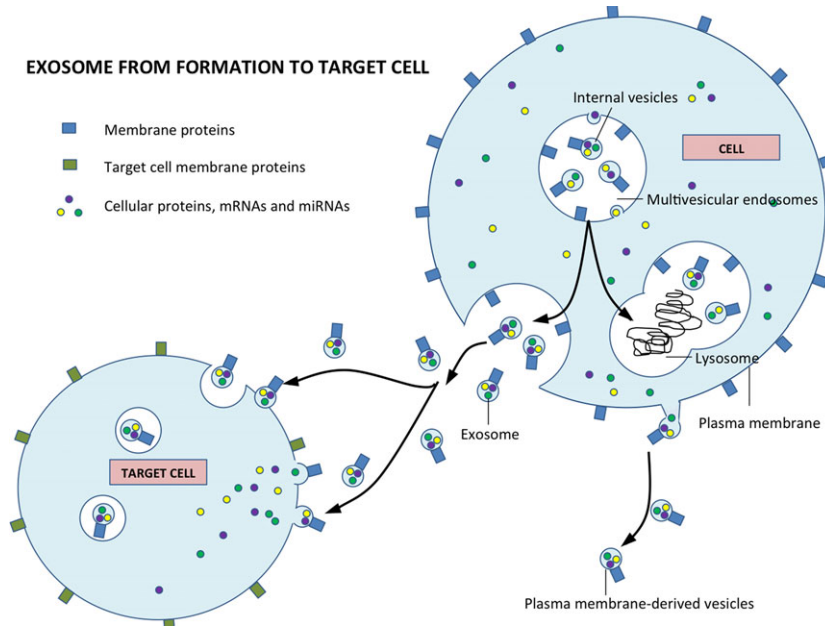 EXOSOME FROM FORMATION TO TARGET CELL
Membrane proteins
Target cell membrane proteins
Cellular proteins, mRNAs and miRNAs
Internal vesicles
CELL
Multivesicular endosomes
Lysosome
Plasma membrane
Exosome
TARGET CELL
Plasma membrane-derived vesicles